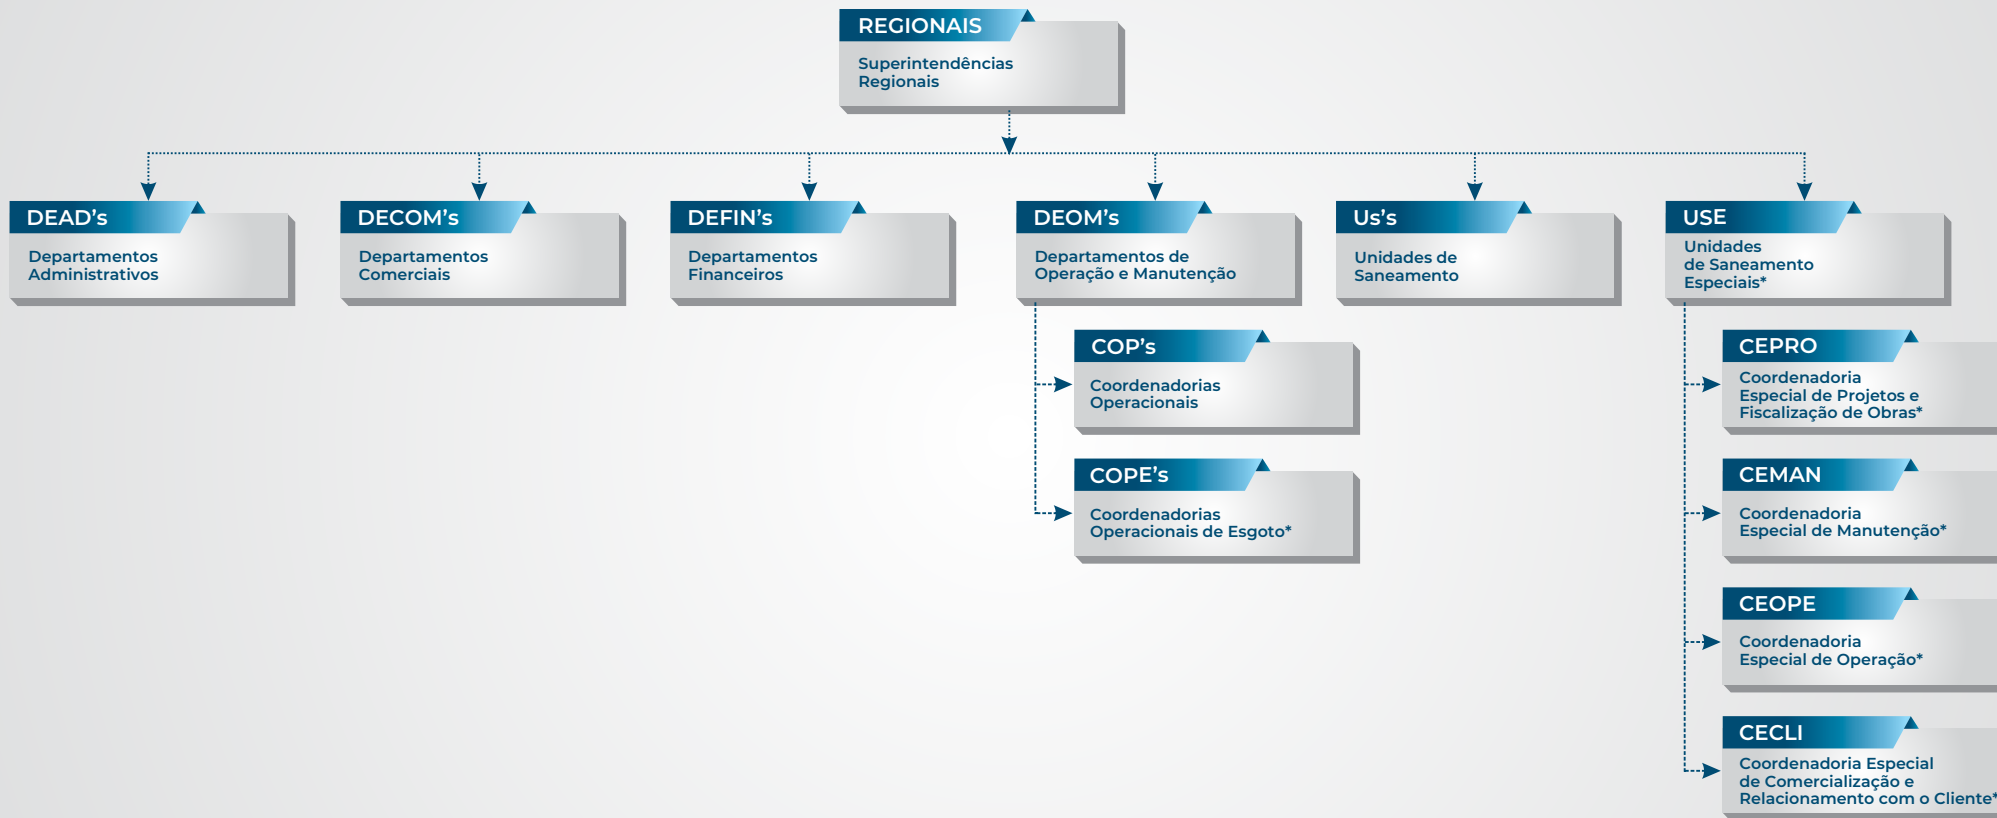 REGIONAIS
Superintendências
Regionais
DEAD’s
Departamentos
Administrativos
DECOM’s
Departamentos
Comerciais
DEFIN’s
Departamentos
Financeiros
DEOM’s
Departamentos de
Operação e Manutenção
COP’s
Coordenadorias
Operacionais
COPE’s
Coordenadorias
Operacionais de Esgoto*
Us’s
Unidades de
Saneamento
USE
Unidades
de Saneamento
Especiais*
CEPRO
Coordenadoria
Especial de Projetos e
Fiscalização de Obras*
CEMAN
Coordenadoria
Especial de Manutenção*
CEOPE
Coordenadoria
Especial de Operação*
CECLI
Coordenadoria Especial
de Comercialização e
Relacionamento com o Cliente*